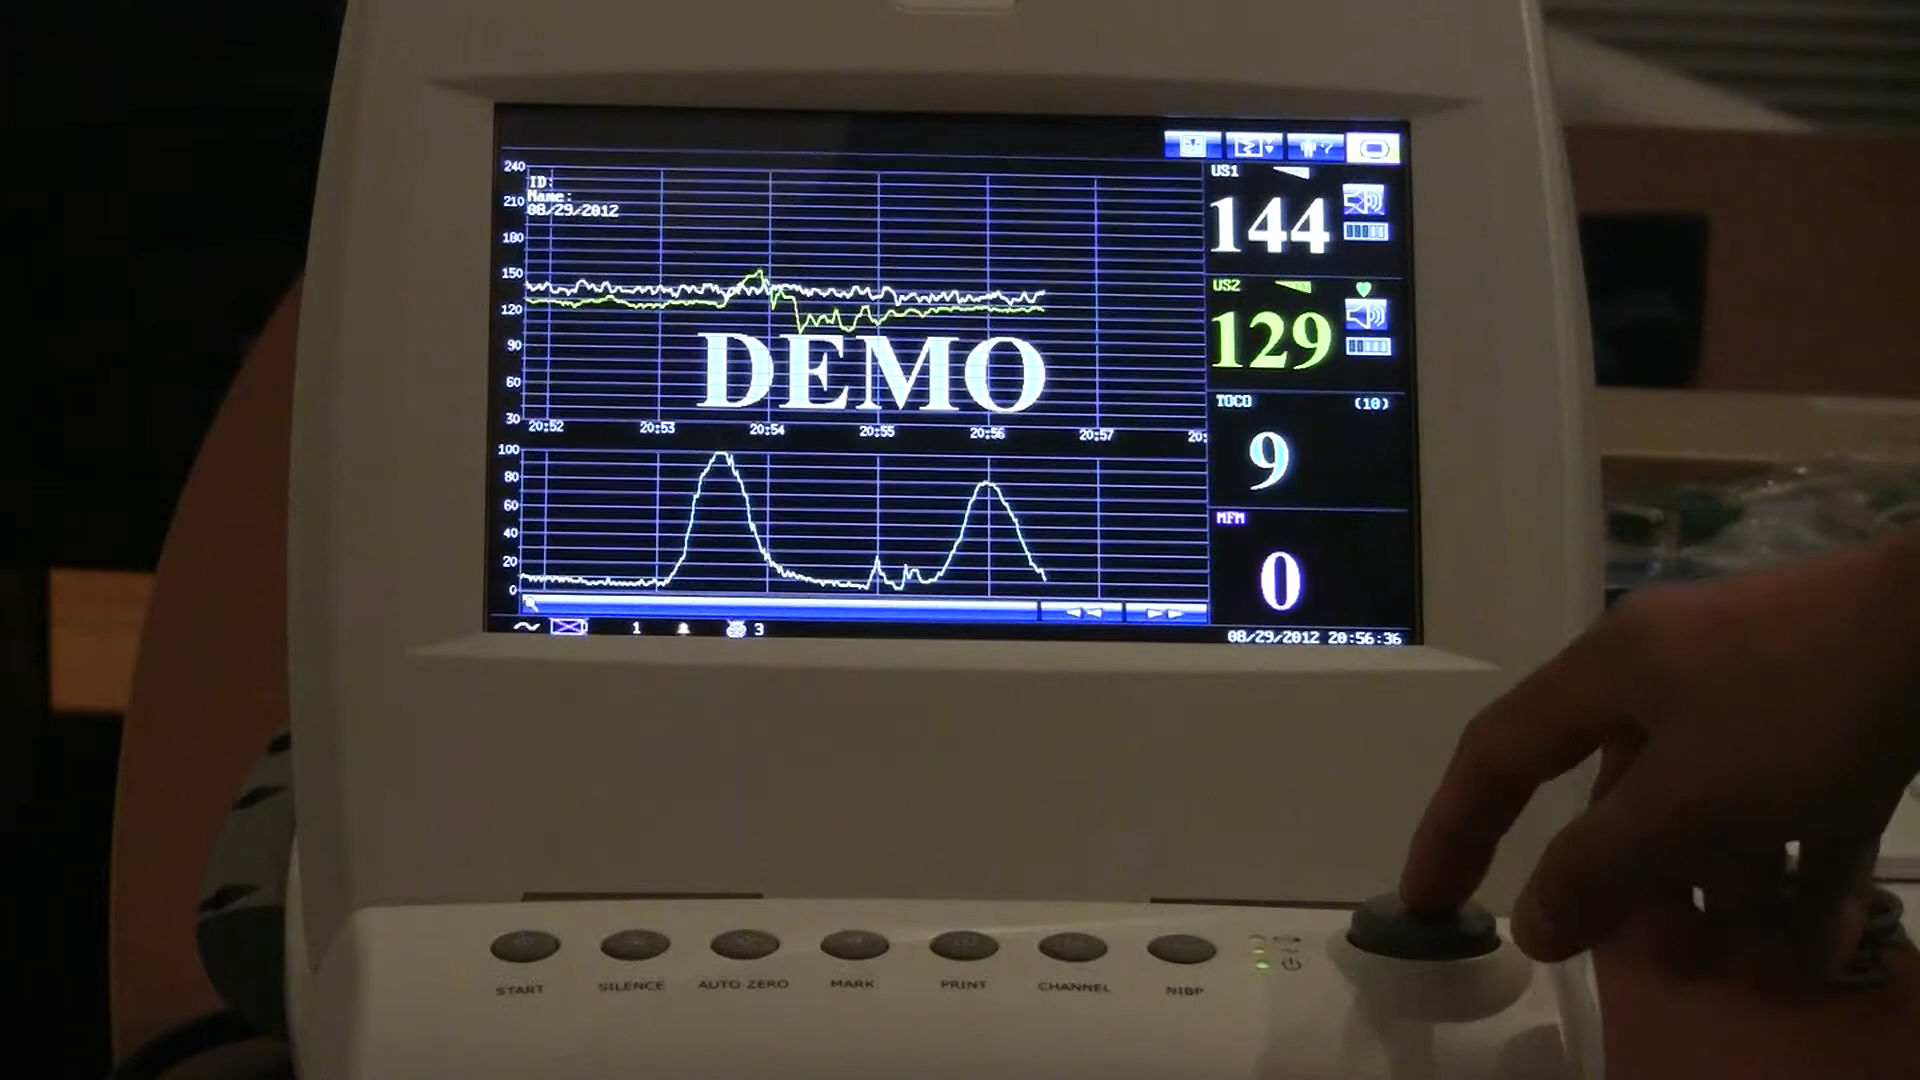 240
ID:
Name:
08/29/2012
210
180
150
120
90
60
30
DEMO
20:52 20:53 20:54 20:55 20:56 20:57 20:
100
80
60
40
20
0
US1
144
US2
129
TOCO (10)
9
MFM
0
1 3
08/29/2012 20:56:36
START SILENCE AUTO ZERO MARK PRINT CHANNEL NIBP